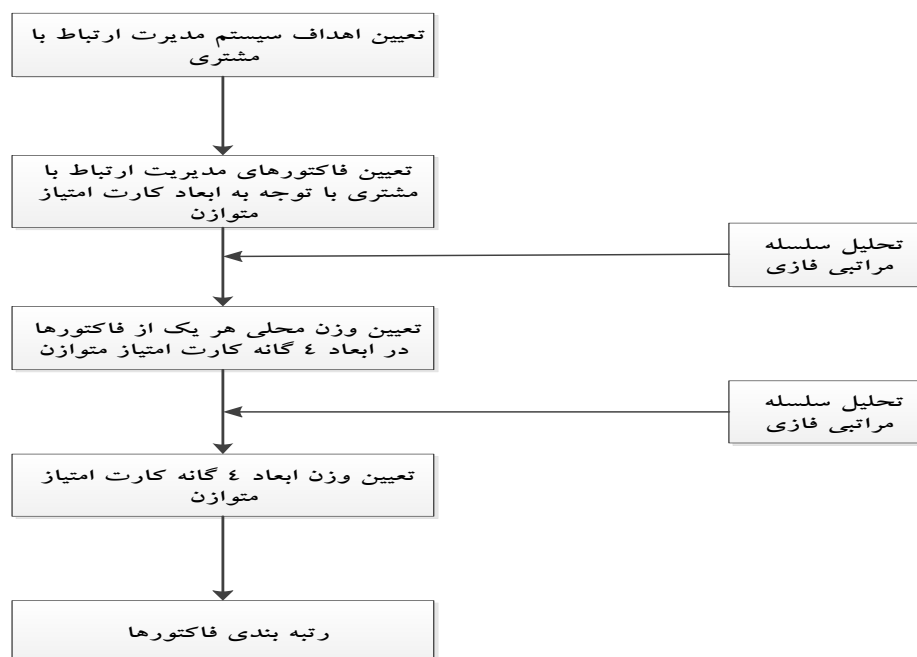 تعیین اهداف سیستم مدیرت ارتباط با
مشتری
تعیین فاکتورهای مدیریت ارتباط با
مشتری با توجه به ابعاد کارت امتیاز
متوازن
تحلیل سلسله
مراتبی فازی
تعیین وزن محلی هر یک از فاکتورها
در ابعاد ٤ گانه کارت امتیاز متوازن
تحلیل سلسله
مراتبی فازی
تعیین وزن ابعاد ٤ گانه کارت امتیاز
متوازن
رتبه بندی فاکتورها